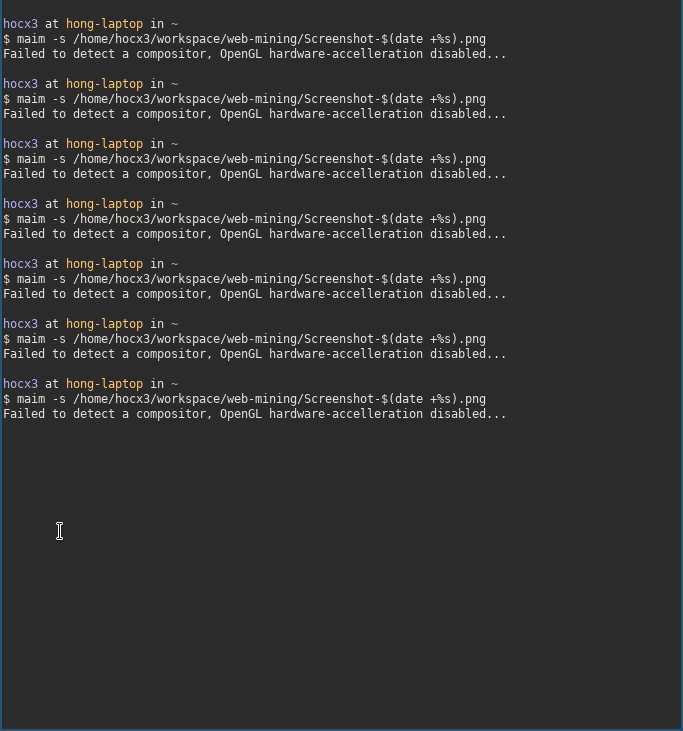 hocx3 at hong-laptop in ~
$ maim -s /home/hocx3/workspace/web-mining/Screenshot-$(date +%s).png
Failed to detect a compositor, OpenGL hardware-accelleration disabled...
hocx3 at hong-laptop in ~
$ maim -s /home/hocx3/workspace/web-mining/Screenshot-$(date +%s).png
Failed to detect a compositor, OpenGL hardware-accelleration disabled...
hocx3 at hong-laptop in ~
$ maim -s /home/hocx3/workspace/web-mining/Screenshot-$(date +%s).png
Failed to detect a compositor, OpenGL hardware-accelleration disabled...
hocx3 at hong-laptop in ~
$ maim -s /home/hocx3/workspace/web-mining/Screenshot-$(date +%s).png
Failed to detect a compositor, OpenGL hardware-accelleration disabled...
hocx3 at hong-laptop in ~
$ maim -s /home/hocx3/workspace/web-mining/Screenshot-$(date +%s).png
Failed to detect a compositor, OpenGL hardware-accelleration disabled...
hocx3 at hong-laptop in ~
$ maim -s /home/hocx3/workspace/web-mining/Screenshot-$(date +%s).png
Failed to detect a compositor, OpenGL hardware-accelleration disabled...
hocx3 at hong-laptop in ~
$ maim -s /home/hocx3/workspace/web-mining/Screenshot-$(date +%s).png
Failed to detect a compositor, OpenGL hardware-accelleration disabled...